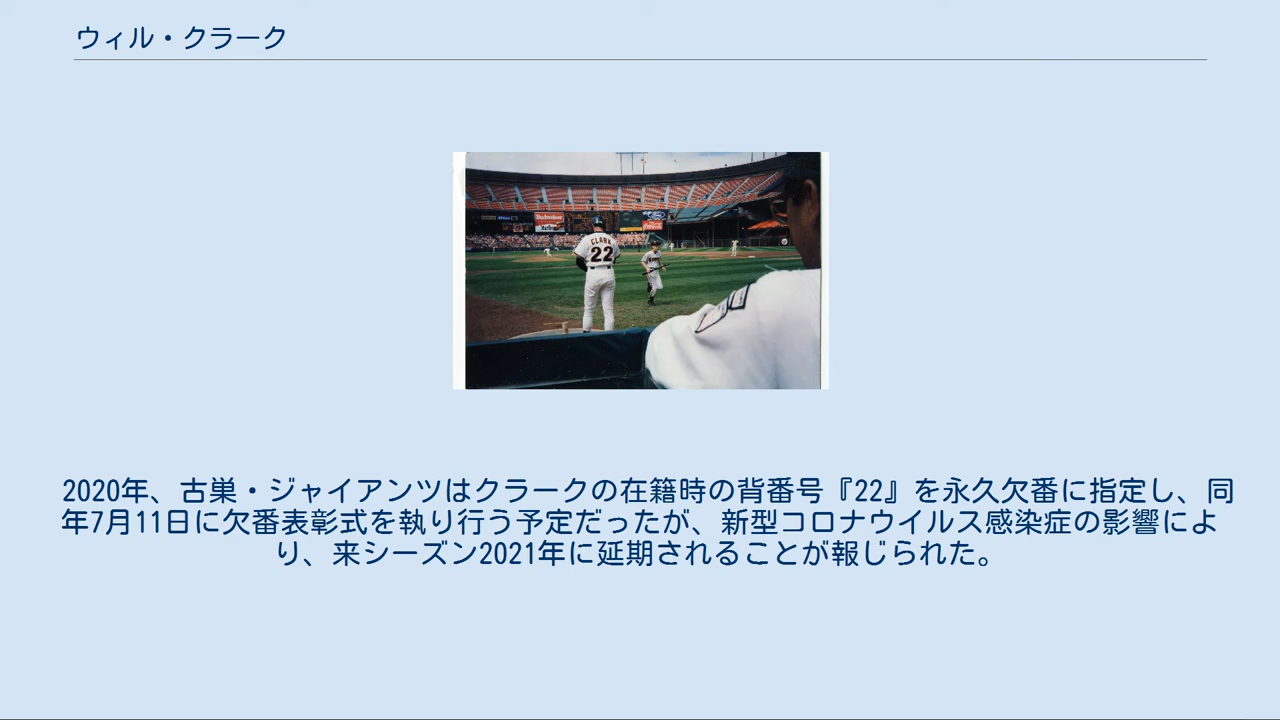 ウィル・クラーク
Budweiser
Ford
CLARK
22
2020年、古巣・ジャイアンツはクラークの在籍時の背番号『22』を永久欠番に指定し、同
年7月11日に欠番表彰式を執り行う予定だったが、新型コロナウイルス感染症の影響によ
り、来シーズン2021年に延期されることが報じられた。